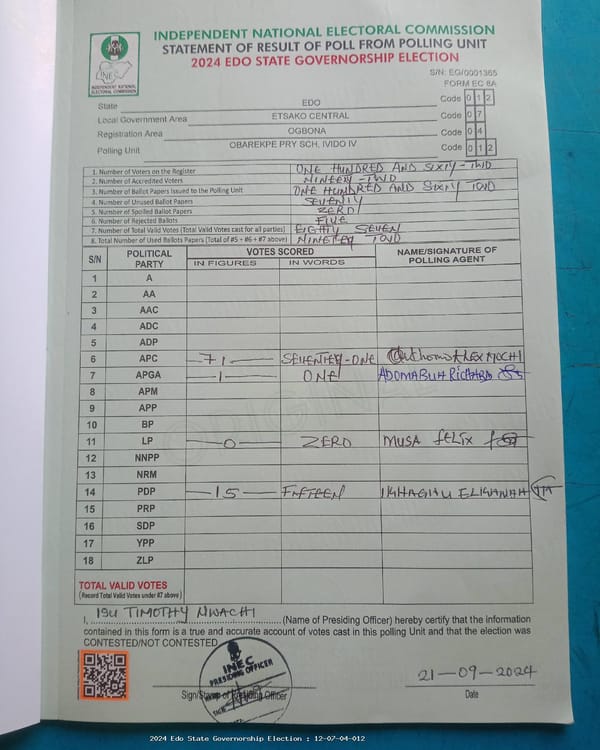 INDEPENDENT NATIONAL ELECTORAL COMMISSION
STATEMENT OF RESULT OF POLL FROM POLLING UNIT
2024 EDO STATE GOVERNORSHIP ELECTION
INEC
INDEPENDENT NATIONAL
ELECTORAL COMMISSION
S/N: EG/0001365
FORM EC 8A
State EDO Code 0 1 2
Local Government Area ETSAKO CENTRAL Code 0 7
Registration Area OGBONA Code 0 4
Polling Unit OBAREKPE PRY SCH, IVIDO IV Code 0 1 2
1. Number of Voters on the Register ONE HUNDRED AND SIXTY-TWO
2. Number of Accredited Voters
3. Number of Ballot Papers Issued to the Polling Unit ONE HUNDRED AND SIXTY TWO
4. Number of Unused Ballot Papers SEVENTY
5. Number of Spoiled Ballot Papers ZERO
6. Number of Rejected Ballots FIVE
7. Number of Total Valid Votes (Total Valid Votes cast for all parties) EIGHTY SEVEN
8. Total Number of Used Ballots Papers (Total of #5 + #6 + #7 above) NINETEY TWO
S/N POLITICAL PARTY VOTES SCORED NAME/SIGNATURE OF POLLING AGENT
IN FIGURES IN WORDS
1 A
2 AA
3 AAC
4 ADC
5 ADP
6 APC 71 SEVENTEY-ONE
7 APGA 1 ONE ADOMABUH RICHARD
8 APM
9 APP
10 BP
11 LP 0 ZERO MUSA FELIX
12 NNPP
13 NRM
14 PDP 15 FIFTEEN
15 PRP
16 SDP
17 YPP
18 ZLP
TOTAL VALID VOTES
(Record Total Valid Votes under #7 above)
I, ISU TIMOTHY NWACHI (Name of Presiding Officer) hereby certify that the information
contained in this form is a true and accurate account of votes cast in this polling Unit and that the election was
CONTESTED/NOT CONTESTED
INEC
PRESIDING OFFICER
21-09-2024
Sign/Stamp of Presiding Officer Date
2024 Edo State Governorship Election : 12-07-04-012